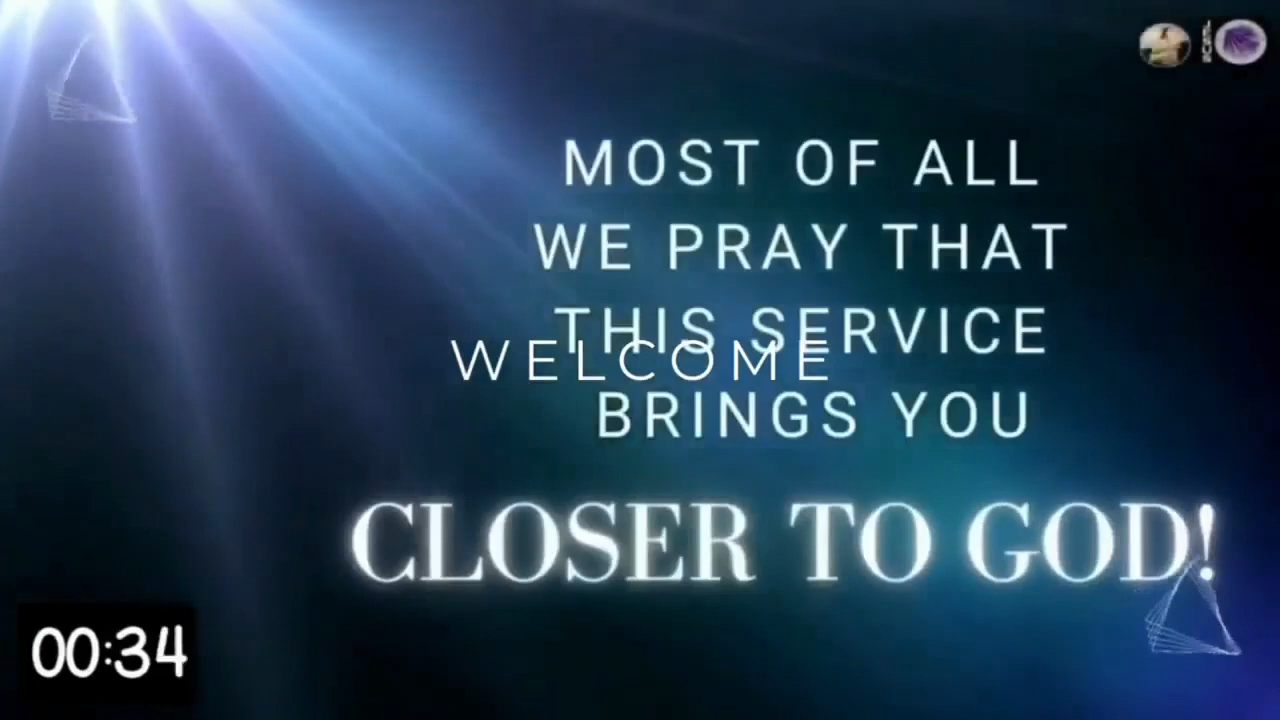 MOST OF ALL
WE PRAY THAT
THIS SERVICE
WELCOME
BRINGS YOU
CLOSER TO GOD!
00:34